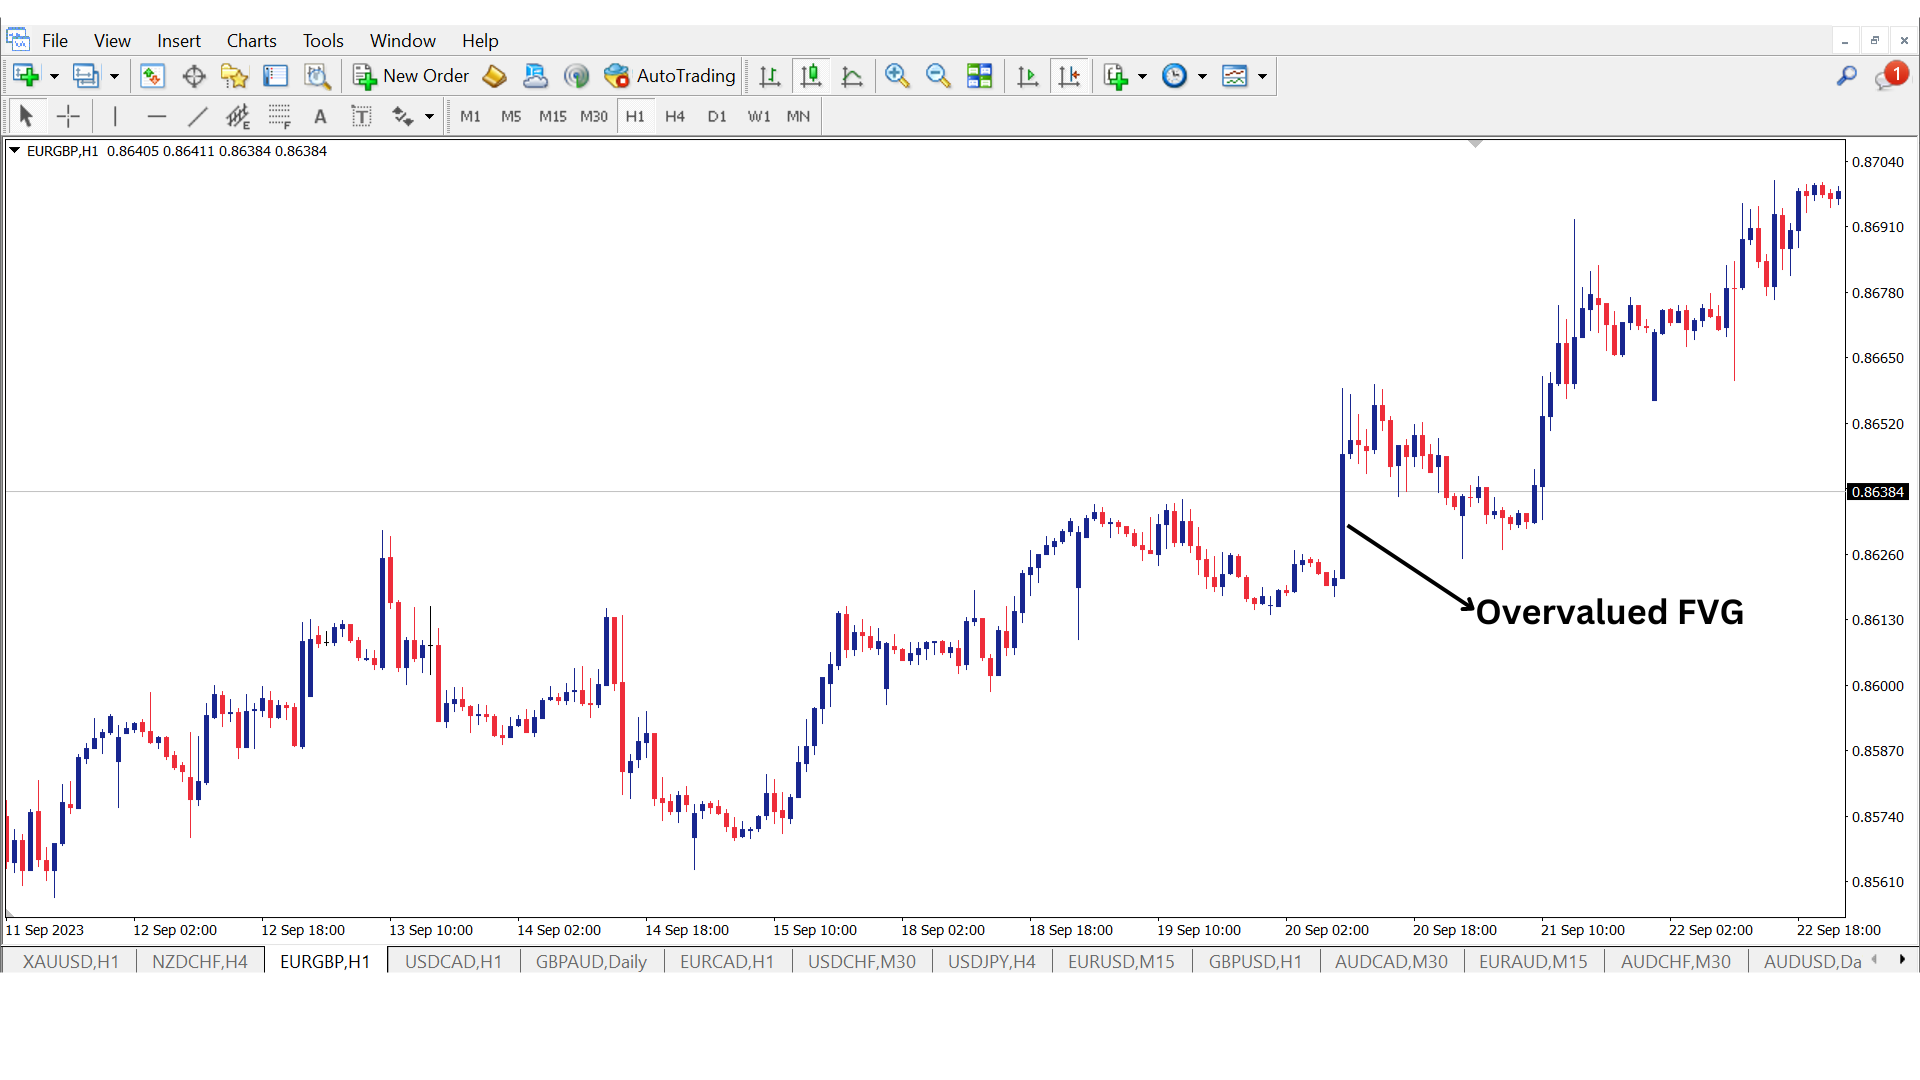 File View Insert Charts Tools Window Help
New Order AutoTrading 1
E F A T M1 M5 M15 M30 H1 H4 D1 W1 MN
EURGBP,H1 0.86405 0.86411 0.86384 0.86384
0.87040
0.86910
0.86780
0.86650
0.86520
0.86384
0.86260
Overvalued FVG
0.86130
0.86000
0.85870
0.85740
0.85610
11 Sep 2023 12 Sep 02:00 12 Sep 18:00 13 Sep 10:00 14 Sep 02:00 14 Sep 18:00 15 Sep 10:00 18 Sep 02:00 18 Sep 18:00 19 Sep 10:00 20 Sep 02:00 20 Sep 18:00 21 Sep 10:00 22 Sep 02:00 22 Sep 18:00
XAUUSD,H1 NZDCHF,H4 EURGBP,H1 USDCAD,H1 GBPAUD,Daily EURCAD,H1 USDCHF,M30 USDJPY,H4 EURUSD,M15 GBPUSD,H1 AUDCAD,M30 EURAUD,M15 AUDCHF,M30 AUDUSD,Da